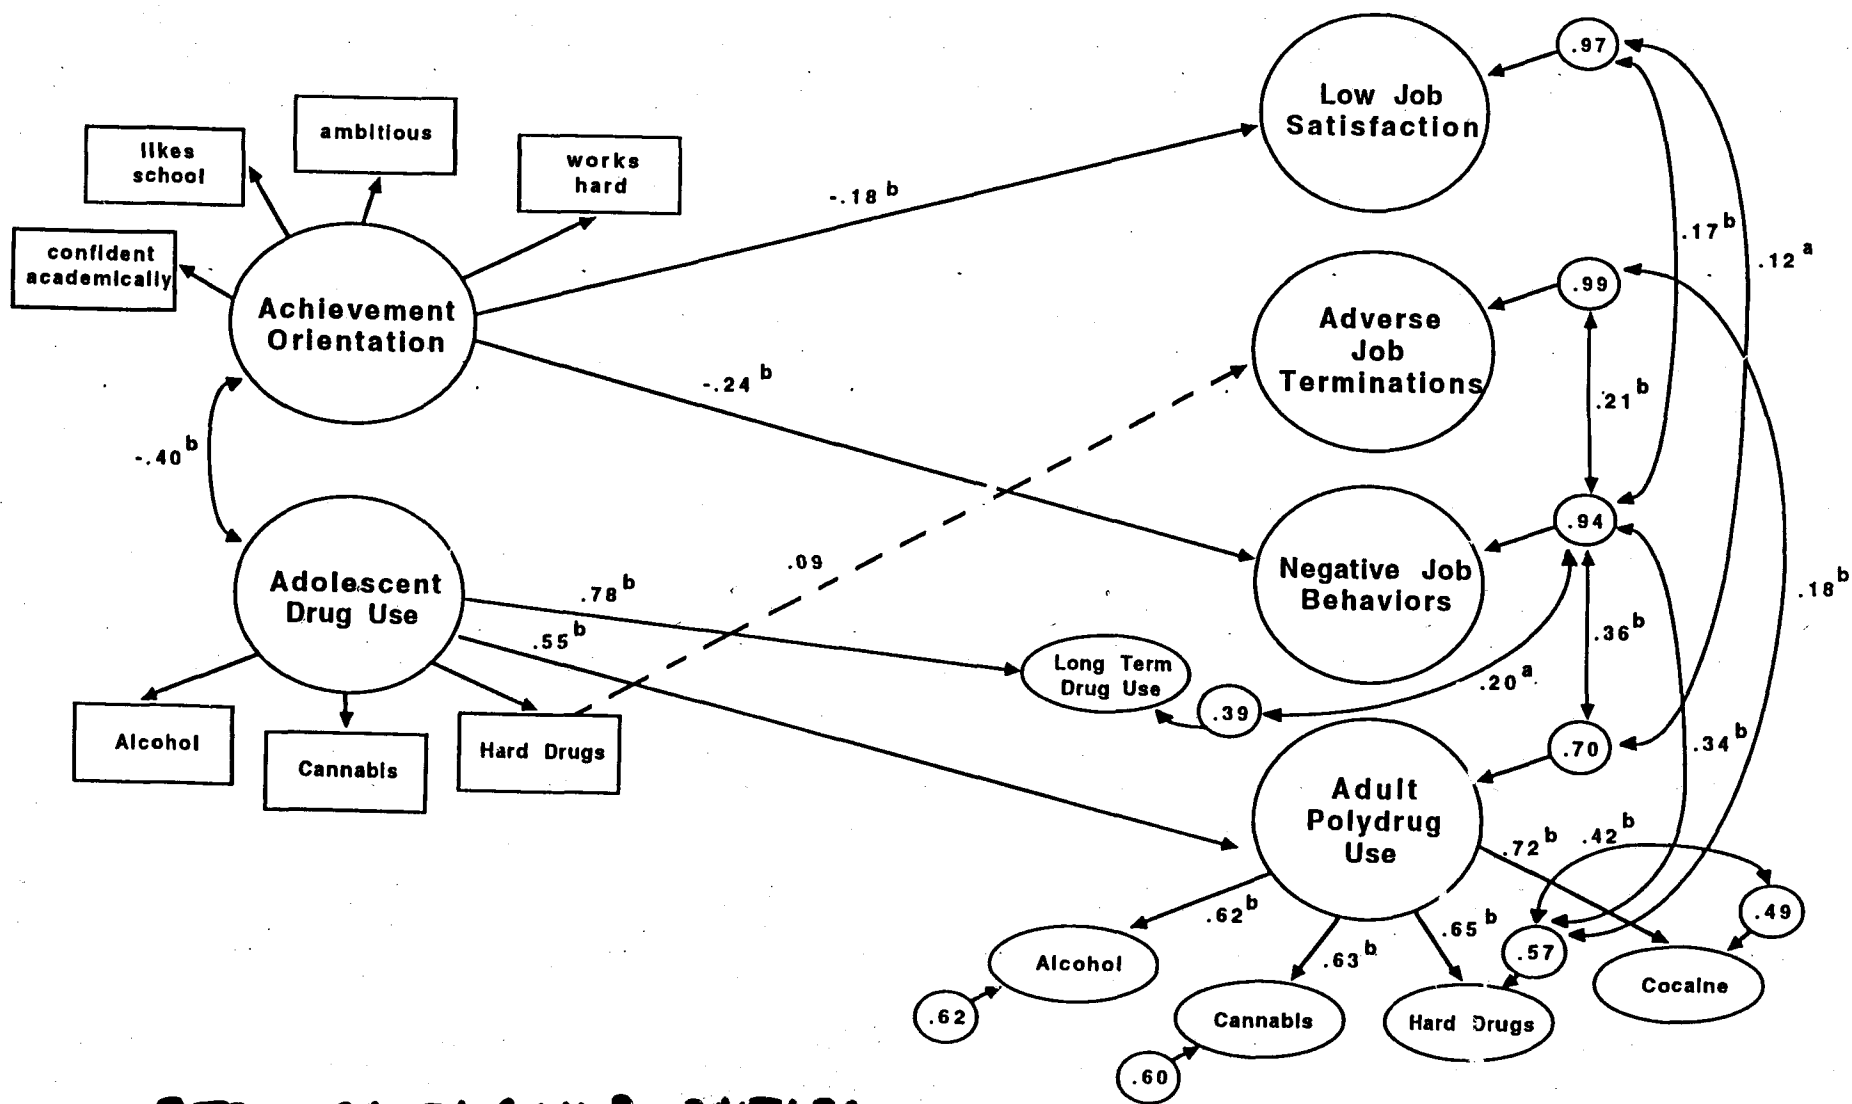 likes
school
ambitious
works
hard
confident
academically
Achievement
Orientation
-.40 b
Adolescent
Drug Use
Alcohol
Cannabis
Hard Drugs
-.18 b
-.24 b
.09
.78 b
.55 b
Low Job
Satisfaction
.97
Adverse
Job
Terminations
.99
.17 b
.12 a
.21 b
Negative Job
Behaviors
.94
.18 b
.36 b
.20 a
.34 b
Long Term
Drug Use
.39
.70
Adult
Polydrug
Use
.72 b
.42 b
.49
.62 b
.63 b
.65 b
.57
Alcohol
.62
Cannabis
.60
Hard Drugs
Cocaine